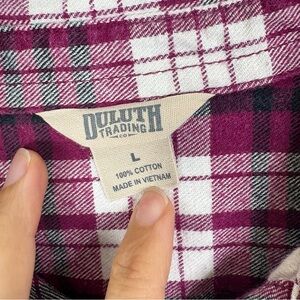 DULUTH
TRADING
CO
L
100% COTTON
MADE IN VIETNAM